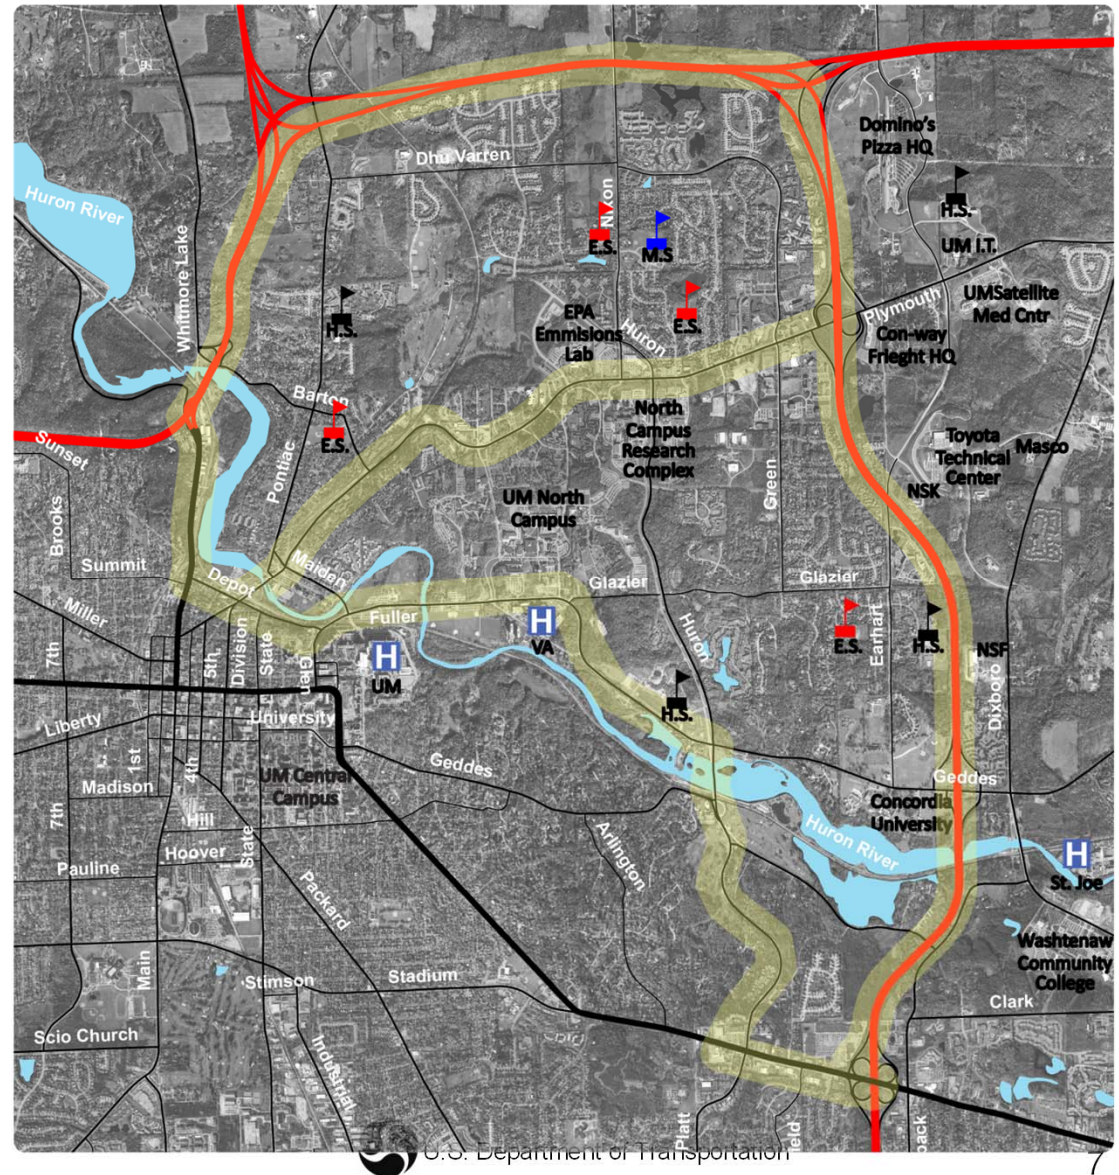 Domino's
Pizza HQ
Dhu Varren
Huron River
Nixon
H.S.
E.S.
M.S
UM I.T.
Whitmore Lake
UMSatellite
Med Cntr
Plymouth
E.S.
H.S.
EPA
Emmisions
Lab
Huron
Con-way
Frieght HQ
Barton
North
Campus
Research
Complex
E.S.
Sunset
Toyota
Technical
Center
Masco
Pontiac
Green
NSK
UM North
Campus
Brooks
Summit
Depot
Maiden
Glazier
Glazier
Miller
Fuller
H
VA
Huron
E.S.
Earhart
H.S.
7th
5th
Division
State
Glen
H
UM
NSF
H.S.
Dixboro
Liberty
University
1st
4th
Geddes
Geddes
Madison
UM Central
Campus
7th
Hill
Concordia
University
Arlington
Huron River
Hoover
State
H
St. Joe
Pauline
Packard
Washtenaw
Community
College
Main
Stimson
Stadium
Clark
Scio Church
Industrial
Platt
ield
back
U.S. Department of Transportation
7